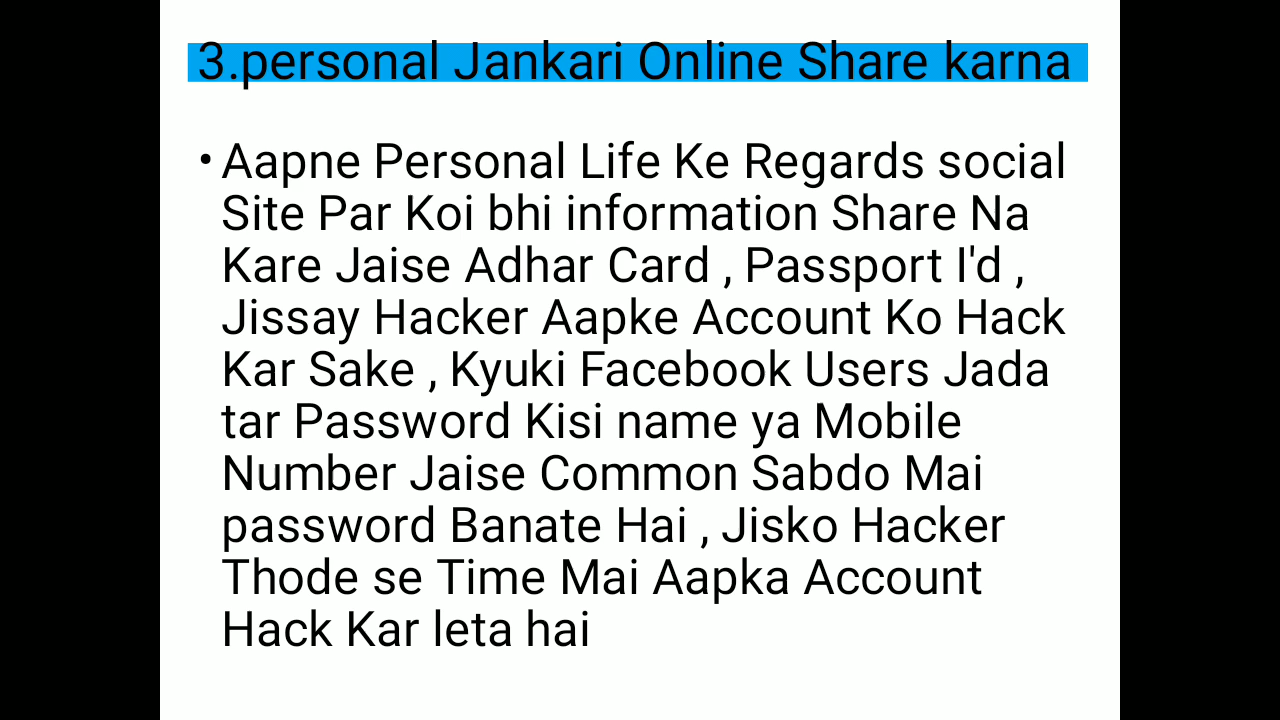 3.personal Jankari Online Share karna
• Aapne Personal Life Ke Regards social
Site Par Koi bhi information Share Na
Kare Jaise Adhar Card , Passport I'd ,
Jissay Hacker Aapke Account Ko Hack
Kar Sake , Kyuki Facebook Users Jada
tar Password Kisi name ya Mobile
Number Jaise Common Sabdo Mai
password Banate Hai , Jisko Hacker
Thode se Time Mai Aapka Account
Hack Kar leta hai